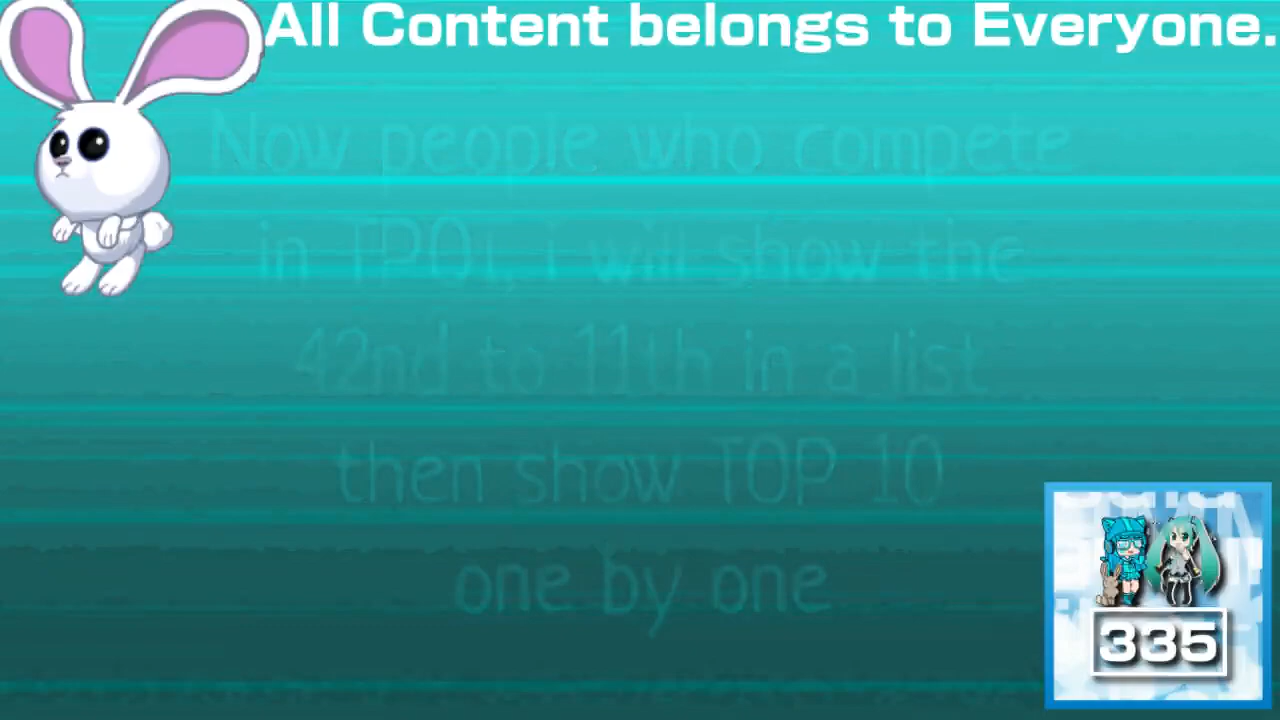 All Content belongs to Everyone.
Now people who compete
in TPOT, i will show the
42nd to 11th in a list
then show TOP 10
one by one
335